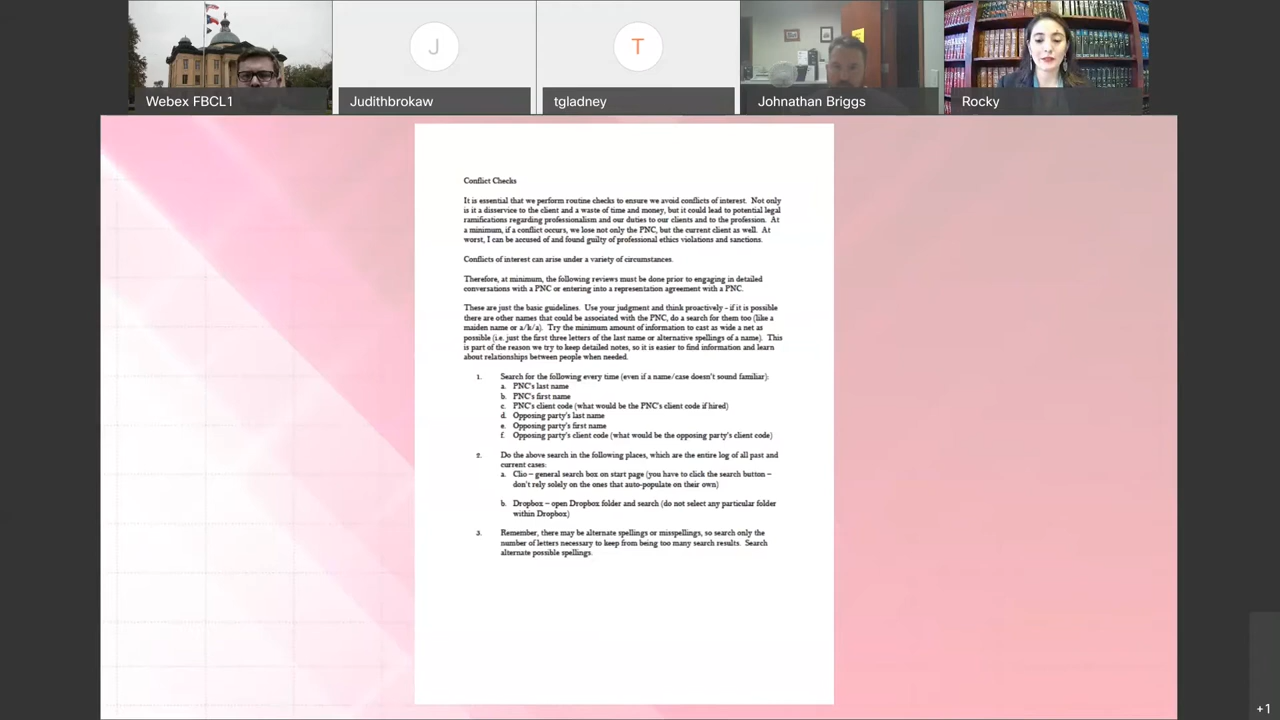 J
T
Webex FBCL1
Judithbrokaw
tgladney
Johnathan Briggs
Rocky
Conflict Checks
It is essential that we perform routine checks to ensure we avoid conflicts of interest. Not only
is it a disservice to the client and a waste of time and money, but it could lead to potential legal
ramifications regarding professionalism and our duties to our clients and to the profession. At
a minimum, if a conflict occurs, we lose not only the PNC, but the current client as well. At
worst, I can be accused of and found guilty of professional ethics violations and sanctions.
Conflicts of interest can arise under a variety of circumstances.
Therefore, at minimum, the following reviews must be done prior to engaging in detailed
conversations with a PNC or entering into a representation agreement with a PNC.
These are just the basic guidelines. Use your judgment and think proactively - if it is possible
there are other names that could be associated with the PNC, do a search for them too (like a
maiden name or a/k/a). Try the minimum amount of information to cast as wide a net as
possible (i.e. just the first three letters of the last name or alternative spellings of a name). This
is part of the reason we try to keep detailed notes, so it is easier to find information and learn
about relationships between people when needed.
1. Search for the following every time (even if a name/case doesn't sound familiar):
a. PNC's last name
b. PNC's first name
c. PNC's client code (what would be the PNC's client code if hired)
d. Opposing party's last name
e. Opposing party's first name
f. Opposing party's client code (what would be the opposing party's client code)
2. Do the above search in the following places, which are the entire log of all past and
current cases:
a. Clio – general search box on start page (you have to click the search button –
don't rely solely on the ones that auto-populate on their own)
b. Dropbox – open Dropbox folder and search (do not select any particular folder
within Dropbox)
3. Remember, there may be alternate spellings or misspellings, so search only the
number of letters necessary to keep from being too many search results. Search
alternate possible spellings.
+1